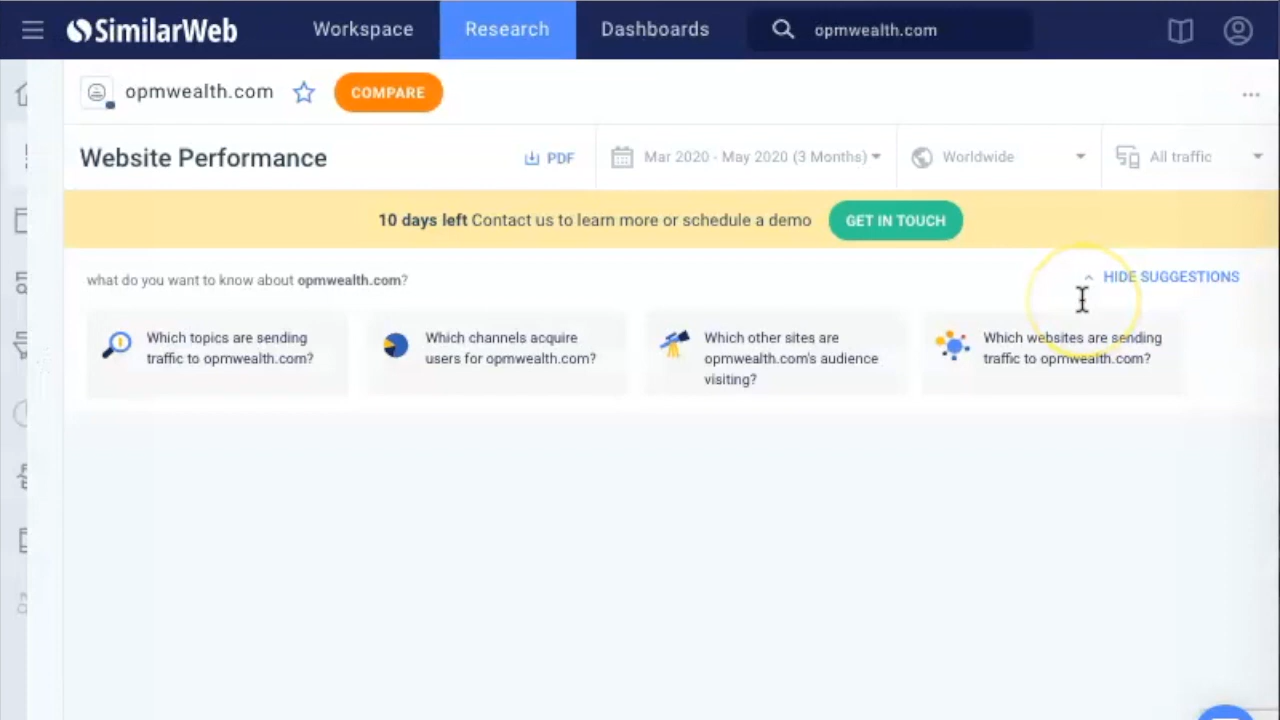 SimilarWeb
Workspace
Research
Dashboards
opmwealth.com
opmwealth.com
COMPARE
Website Performance
PDF
Mar 2020 - May 2020 (3 Months)
Worldwide
All traffic
10 days left Contact us to learn more or schedule a demo
GET IN TOUCH
what do you want to know about opmwealth.com?
HIDE SUGGESTIONS
Which topics are sending
traffic to opmwealth.com?
Which channels acquire
users for opmwealth.com?
Which other sites are
opmwealth.com's audience
visiting?
Which websites are sending
traffic to opmwealth.com?